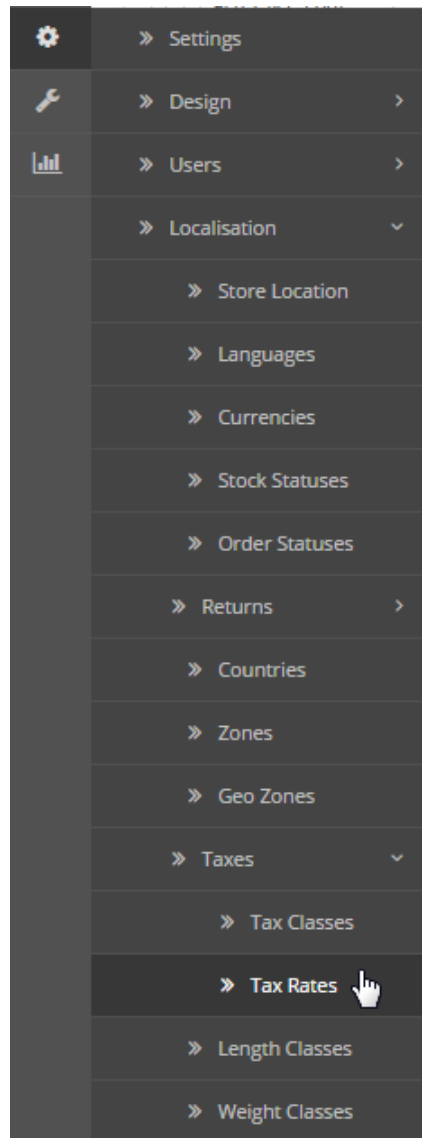 Settings
Design
Users
Localisation
Store Location
Languages
Currencies
Stock Statuses
Order Statuses
Returns
Countries
Zones
Geo Zones
Taxes
Tax Classes
Tax Rates
Length Classes
Weight Classes